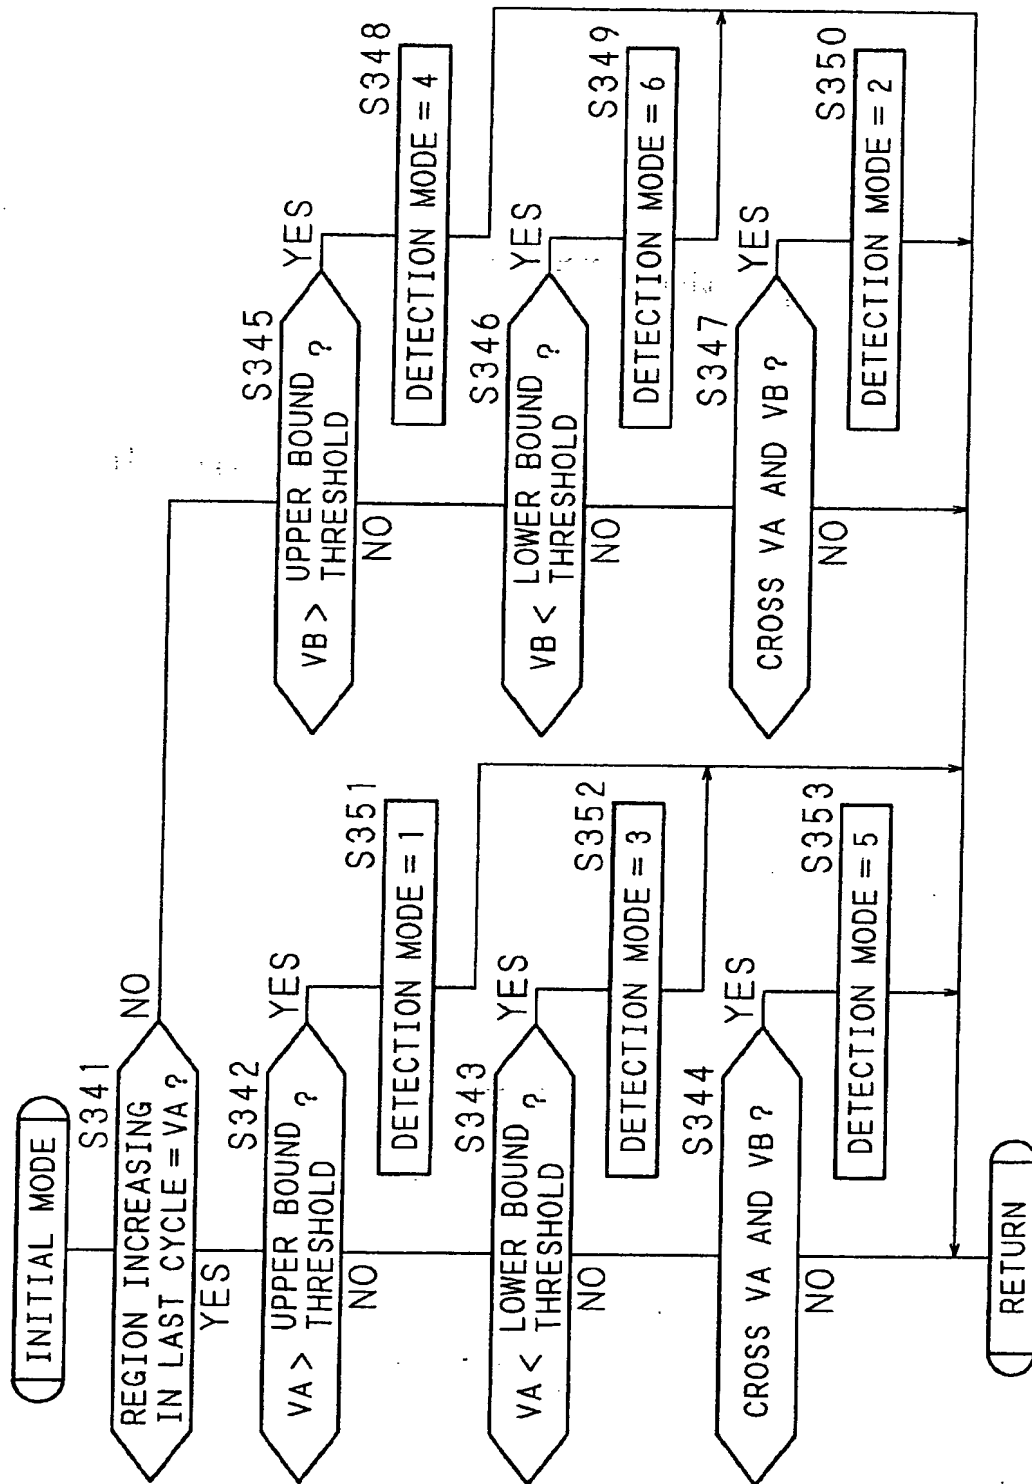 INITIAL MODE
S341
REGION INCREASING
IN LAST CYCLE = VA ?
NO
YES
S342
VA > UPPER BOUND THRESHOLD ?
YES
NO
S351
DETECTION MODE = 1
S343
VA < LOWER BOUND THRESHOLD ?
YES
NO
S352
DETECTION MODE = 3
S344
CROSS VA AND VB ?
YES
NO
S353
DETECTION MODE = 5
S345
VB > UPPER BOUND THRESHOLD ?
YES
NO
S348
DETECTION MODE = 4
S346
VB < LOWER BOUND THRESHOLD ?
YES
NO
S349
DETECTION MODE = 6
S347
CROSS VA AND VB ?
YES
NO
S350
DETECTION MODE = 2
RETURN